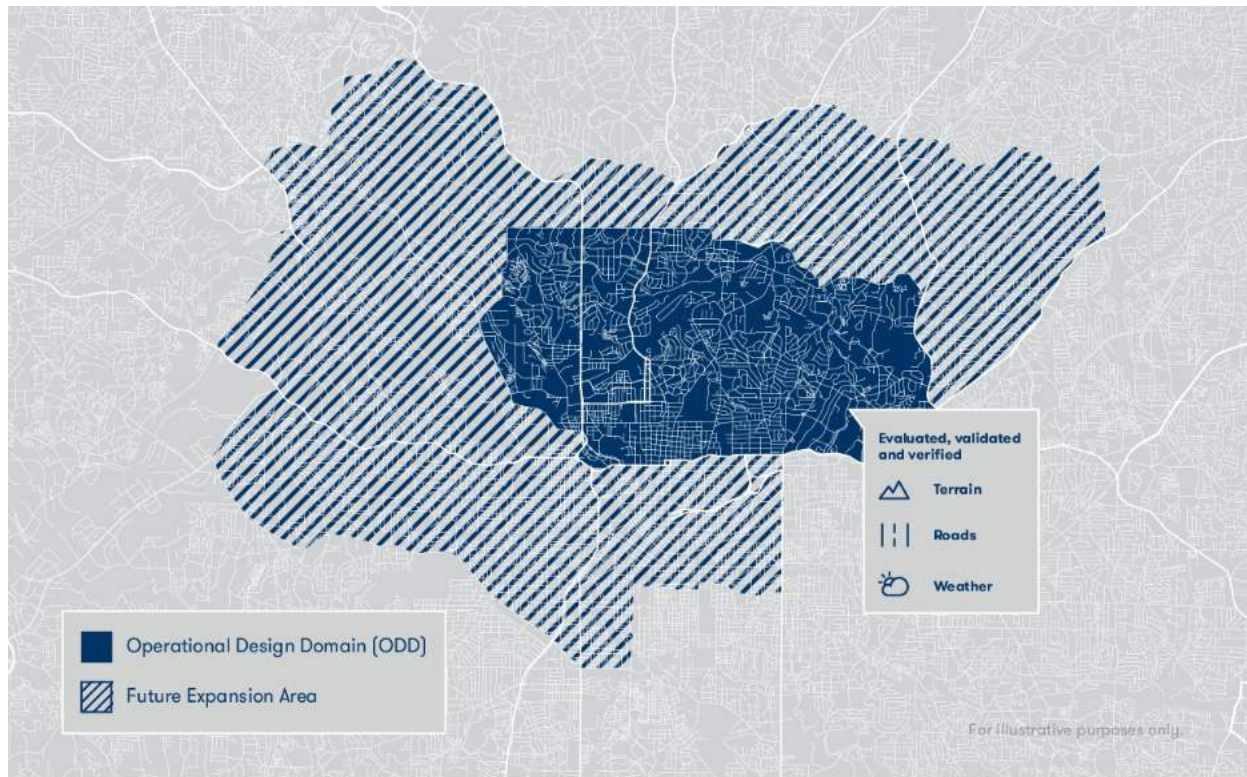 Evaluated, validated
and verified
Terrain
Roads
Weather
Operational Design Domain (ODD)
Future Expansion Area
For illustrative purposes only.